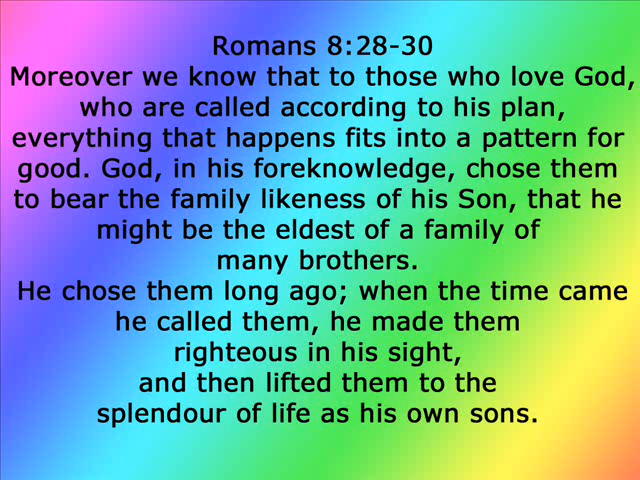 Romans 8:28-30
Moreover we know that to those who love God,
who are called according to his plan,
everything that happens fits into a pattern for
good. God, in his foreknowledge, chose them
to bear the family likeness of his Son, that he
might be the eldest of a family of
many brothers.
He chose them long ago; when the time came
he called them, he made them
righteous in his sight,
and then lifted them to the
splendour of life as his own sons.